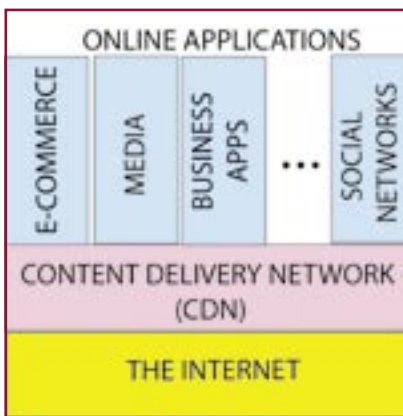 ONLINE APPLICATIONS
E-COMMERCE
MEDIA
BUSINESS
APPS
...
SOCIAL
NETWORKS
CONTENT DELIVERY NETWORK
(CDN)
THE INTERNET